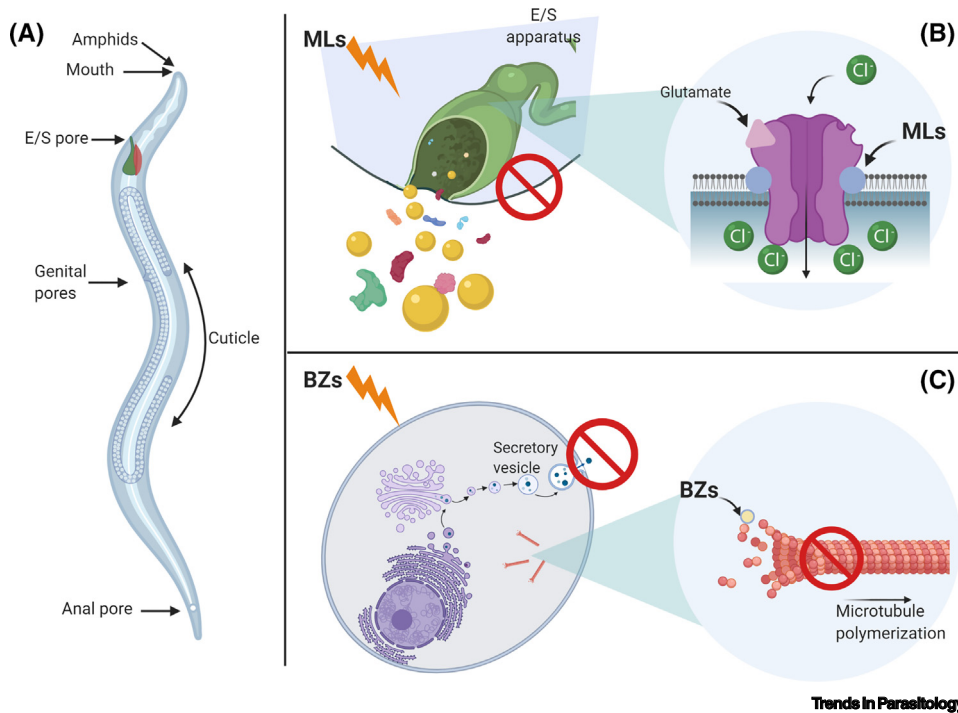 (A)
Amphids
Mouth
E/S pore
Genital
pores
Cuticle
Anal pore
(B)
MLs
E/S
apparatus
Glutamate
Cl-
MLs
Cl-
Cl-
Cl-
Cl-
(C)
BZs
Secretory
vesicle
BZs
Microtubule
polymerization
Trends in Parasitology